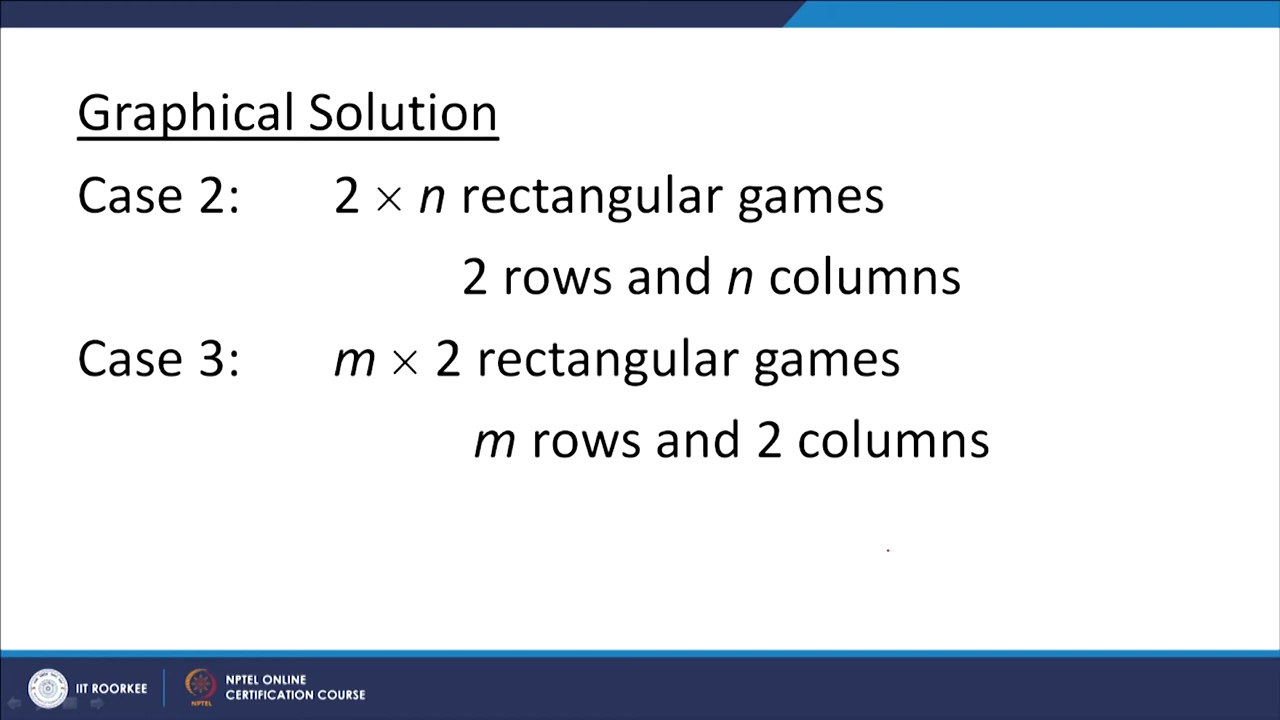 Graphical Solution
Case 2: 2 × n rectangular games
2 rows and n columns
Case 3: m × 2 rectangular games
m rows and 2 columns
IIT ROORKEE
NPTEL
NPTEL ONLINE
CERTIFICATION COURSE